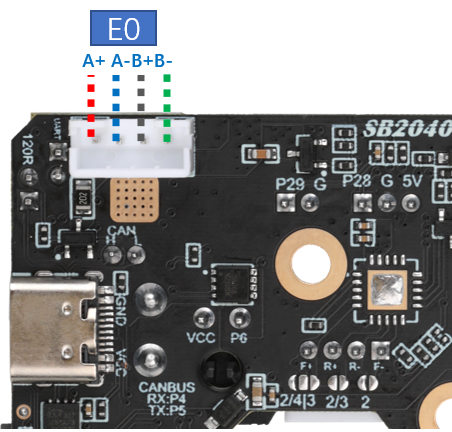 E0
A+ A- B+ B-
UART
120R
SB2040
202
P29 G P28 G 5V
CAN
H L
GND
VCC P6
VCC
F+ R+ R- F-
CANBUS
RX:P4
TX:P5
2/4|3 2/3 2